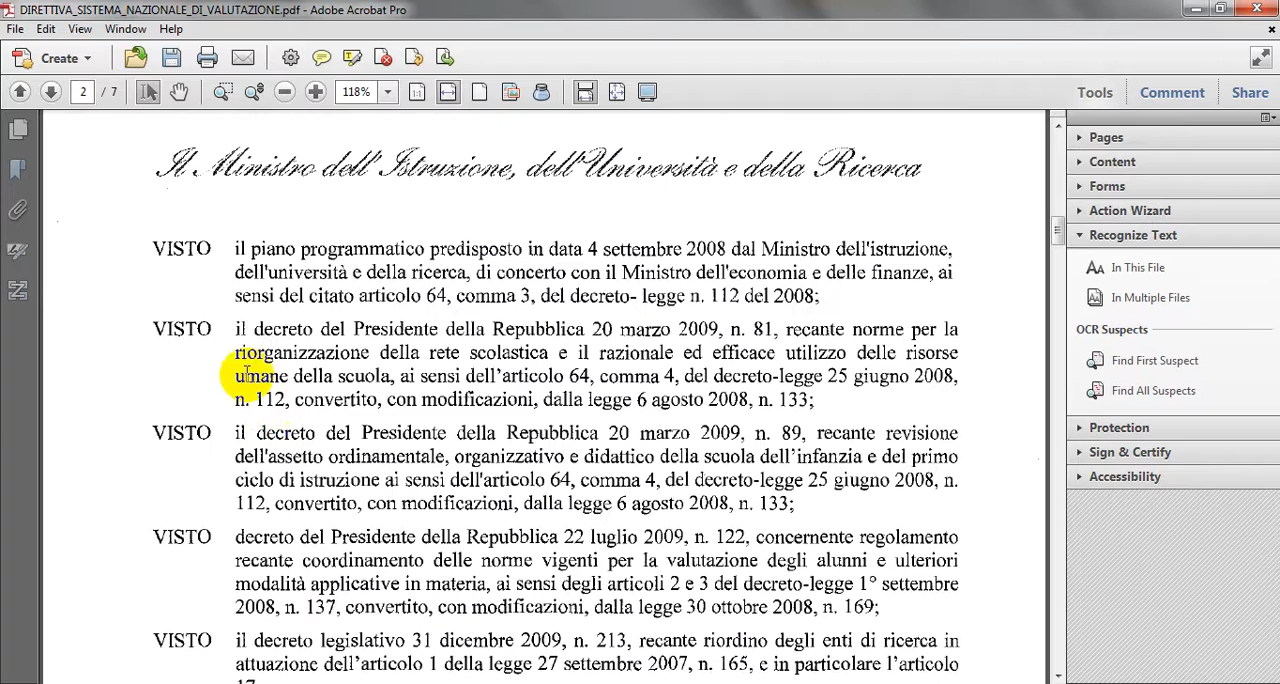 DIRETTIVA_SISTEMA_NAZIONALE_DI_VALUTAZIONE.pdf - Adobe Acrobat Pro
File Edit View Window Help
Create
2 / 7 118% Tools Comment Share
Pages
Content
Forms
Action Wizard
Recognize Text
In This File
In Multiple Files
OCR Suspects
Find First Suspect
Find All Suspects
Protection
Sign & Certify
Accessibility
Il Ministro dell'Istruzione, dell'Università e della Ricerca
VISTO il piano programmatico predisposto in data 4 settembre 2008 dal Ministro dell'istruzione,
dell'università e della ricerca, di concerto con il Ministro dell'economia e delle finanze, ai
sensi del citato articolo 64, comma 3, del decreto- legge n. 112 del 2008;
VISTO il decreto del Presidente della Repubblica 20 marzo 2009, n. 81, recante norme per la
riorganizzazione della rete scolastica e il razionale ed efficace utilizzo delle risorse
umane della scuola, ai sensi dell'articolo 64, comma 4, del decreto-legge 25 giugno 2008,
n. 112, convertito, con modificazioni, dalla legge 6 agosto 2008, n. 133;
VISTO il decreto del Presidente della Repubblica 20 marzo 2009, n. 89, recante revisione
dell'assetto ordinamentale, organizzativo e didattico della scuola dell'infanzia e del primo
ciclo di istruzione ai sensi dell'articolo 64, comma 4, del decreto-legge 25 giugno 2008, n.
112, convertito, con modificazioni, dalla legge 6 agosto 2008, n. 133;
VISTO decreto del Presidente della Repubblica 22 luglio 2009, n. 122, concernente regolamento
recante coordinamento delle norme vigenti per la valutazione degli alunni e ulteriori
modalità applicative in materia, ai sensi degli articoli 2 e 3 del decreto-legge 1° settembre
2008, n. 137, convertito, con modificazioni, dalla legge 30 ottobre 2008, n. 169;
VISTO il decreto legislativo 31 dicembre 2009, n. 213, recante riordino degli enti di ricerca in
attuazione dell'articolo 1 della legge 27 settembre 2007, n. 165, e in particolare l'articolo